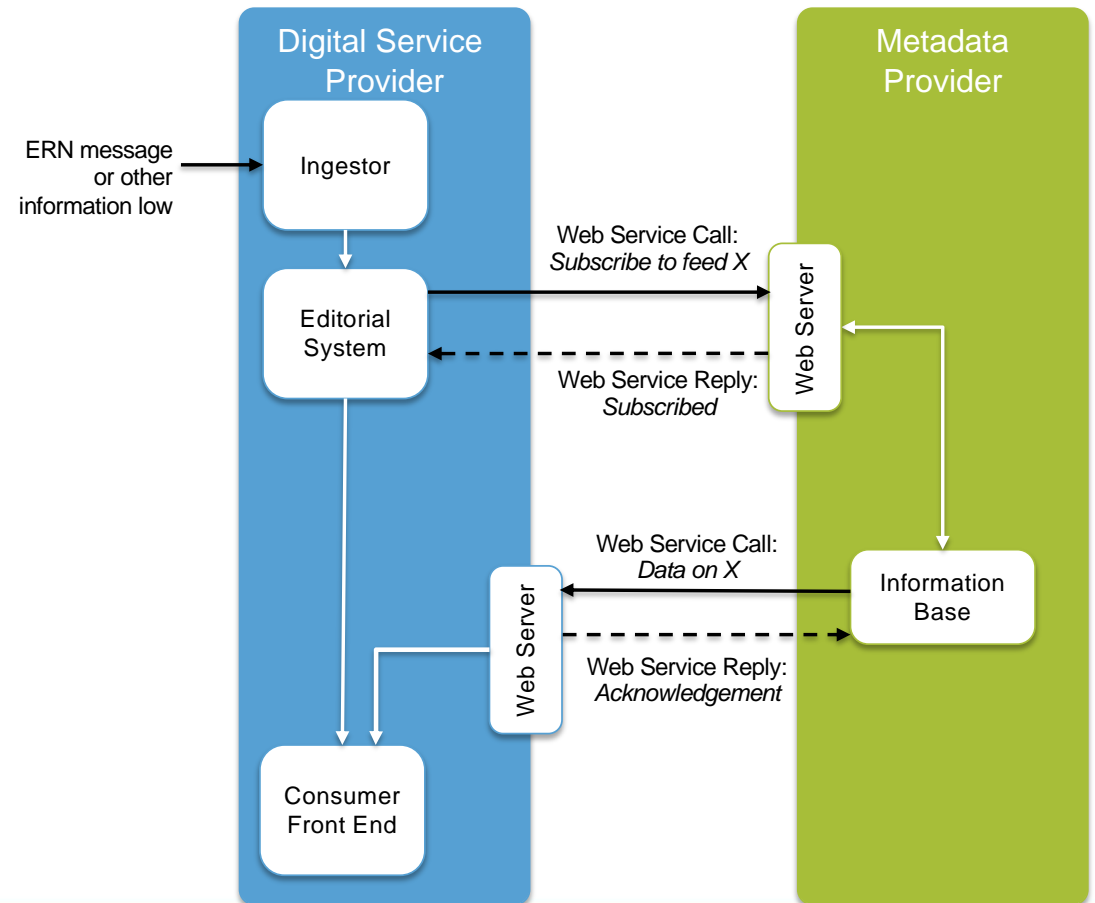 Digital Service
Provider
Metadata
Provider
ERN message
or other
information low
Ingestor
Web Service Call:
Subscribe to feed X
Editorial
System
Web Server
Web Service Reply:
Subscribed
Web Service Call:
Data on X
Information
Base
Web Server
Web Service Reply:
Acknowledgement
Consumer
Front End